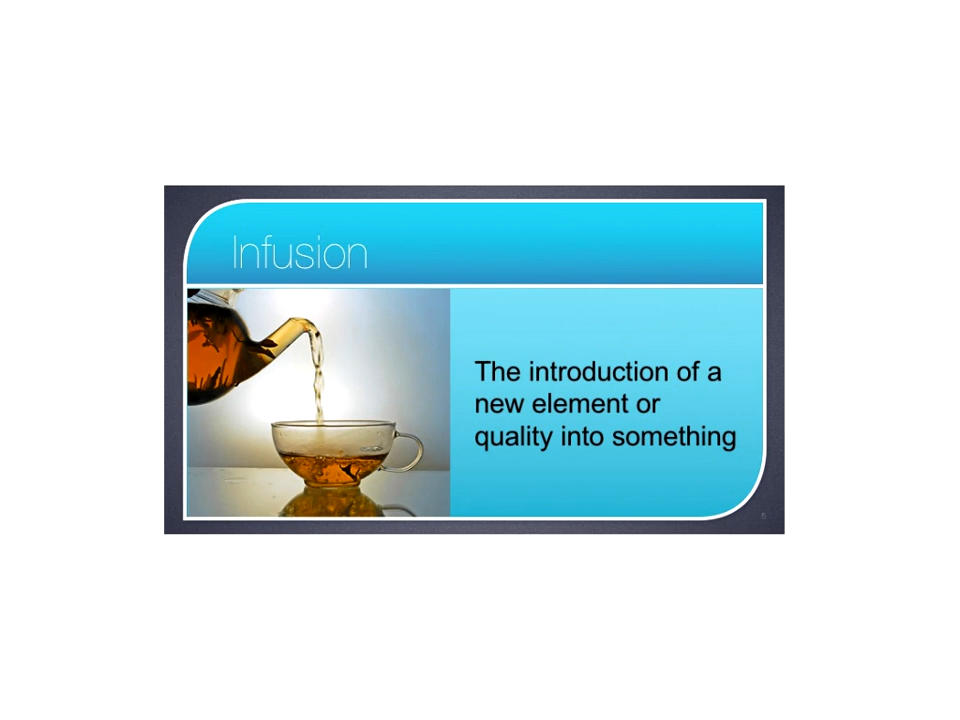 Infusion
The introduction of a
new element or
quality into something